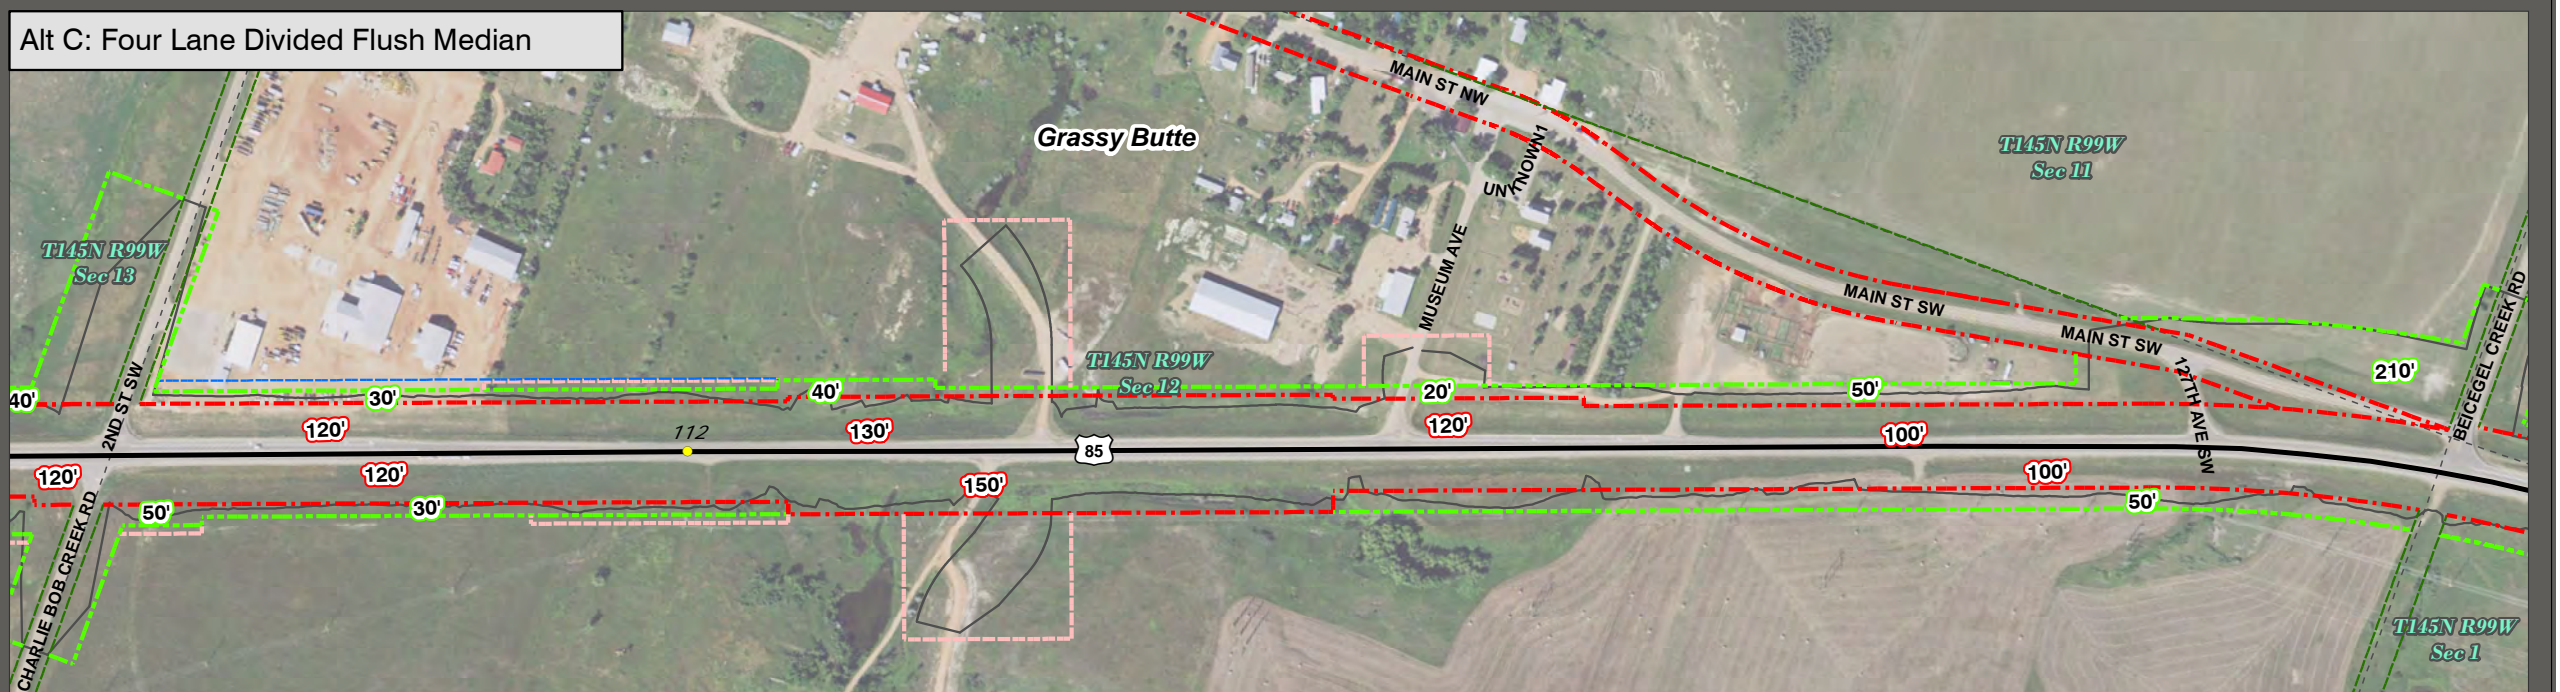 Alt C: Four Lane Divided Flush Median
MAIN ST NW
Grassy Butte
UNKNOWN1
T145N R99W
Sec 11
T145N R99W
Sec 13
MUSEUM AVE
MAIN ST SW
MAIN ST SW
BEICEGEL CREEK RD
T145N R99W
Sec 12
127TH AVE SW
210'
40'
30'
40'
20'
50'
2ND ST SW
120'
112
130'
85
120'
100'
120'
120'
150'
100'
50'
30'
50'
CHARLIE BOB CREEK RD
T145N R99W
Sec 1